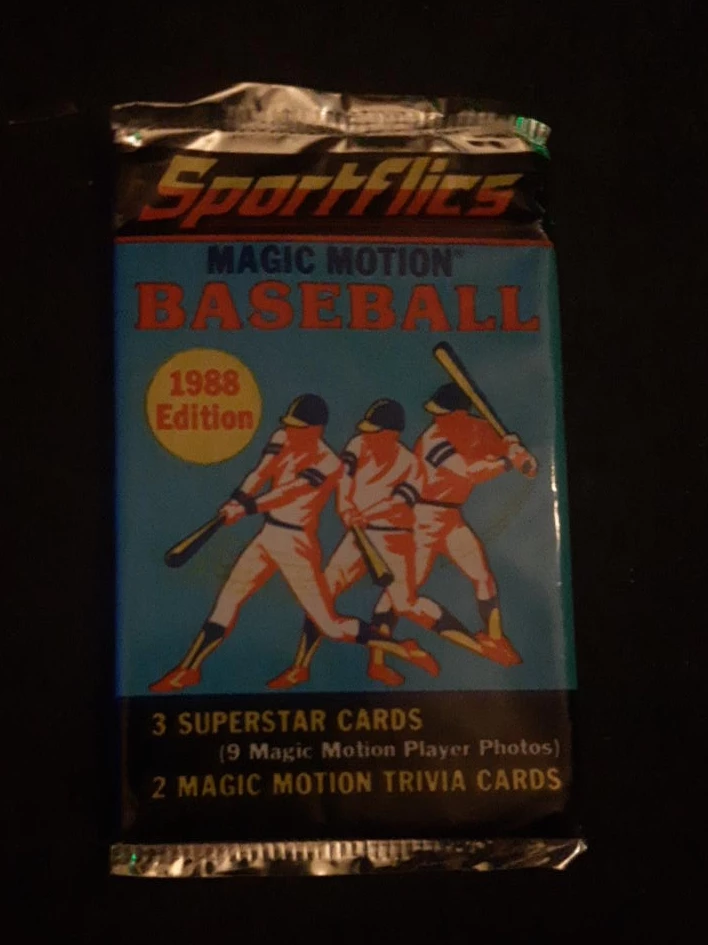 Sportflics
MAGIC MOTION®
BASEBALL
1988
Edition
3 SUPERSTAR CARDS
(9 Magic Motion Player Photos)
2 MAGIC MOTION TRIVIA CARDS